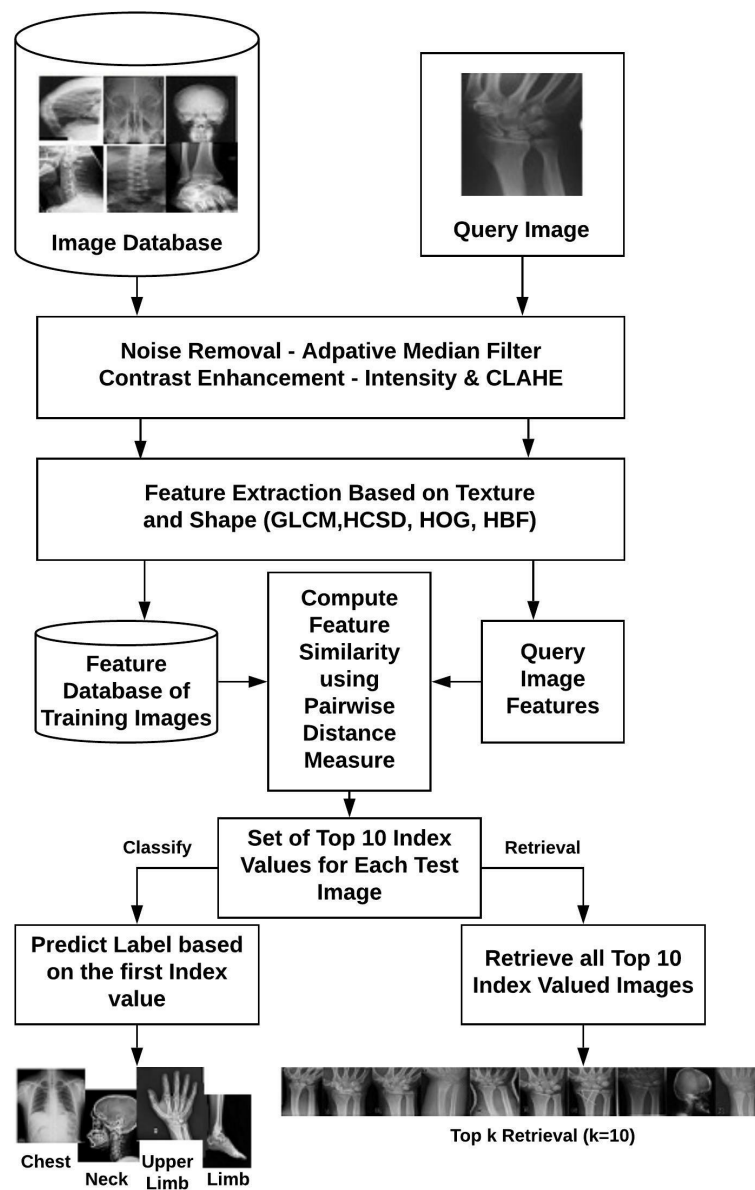 Image Database
Query Image
Noise Removal - Adpative Median Filter
Contrast Enhancement - Intensity & CLAHE
Feature Extraction Based on Texture
and Shape (GLCM,HCSD, HOG, HBF)
Feature
Database of
Training Images
Compute
Feature
Similarity
using
Pairwise
Distance
Measure
Query
Image
Features
Set of Top 10 Index
Values for Each Test
Image
Classify
Retrieval
Predict Label based
on the first Index
value
Retrieve all Top 10
Index Valued Images
Chest
Neck
Upper
Limb
Limb
Top k Retrieval (k=10)